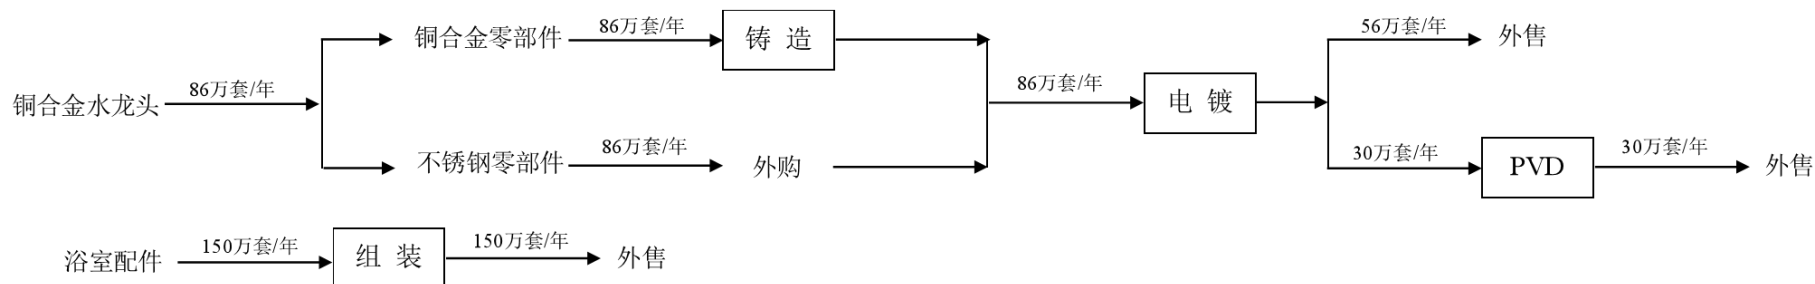 铜合金水龙头
86万套/年
铜合金零部件
86万套/年
铸 造
不锈钢零部件
86万套/年
外购
86万套/年
电 镀
56万套/年
外售
30万套/年
PVD
30万套/年
外售
浴室配件
150万套/年
组 装
150万套/年
外售